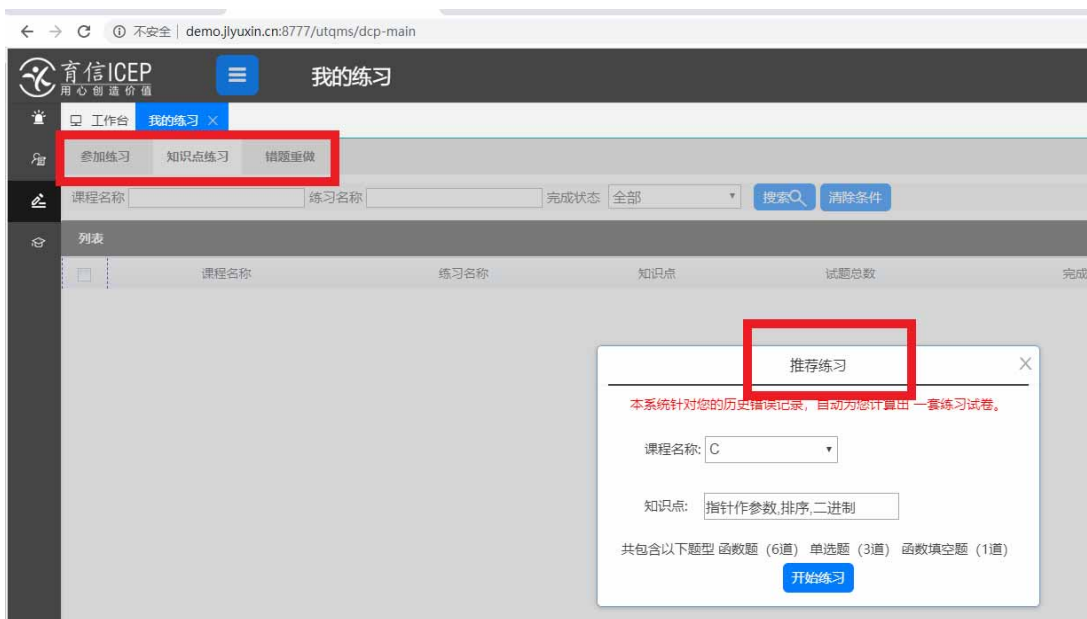 不安全 | demo.jlyuxin.cn:8777/utqms/dcp-main
育信ICEP
用心创造价值
我的练习
工作台 我的练习 ×
参加练习 知识点练习 错题重做
课程名称 练习名称 完成状态 全部 搜索 清除条件
列表
课程名称 练习名称 知识点 试题总数 完成
推荐练习 X
本系统针对您的历史错误记录，自动为您计算出 一套练习试卷。
课程名称: C
知识点: 指针作参数,排序,二进制
共包含以下题型 函数题（6道） 单选题（3道） 函数填空题（1道）
开始练习